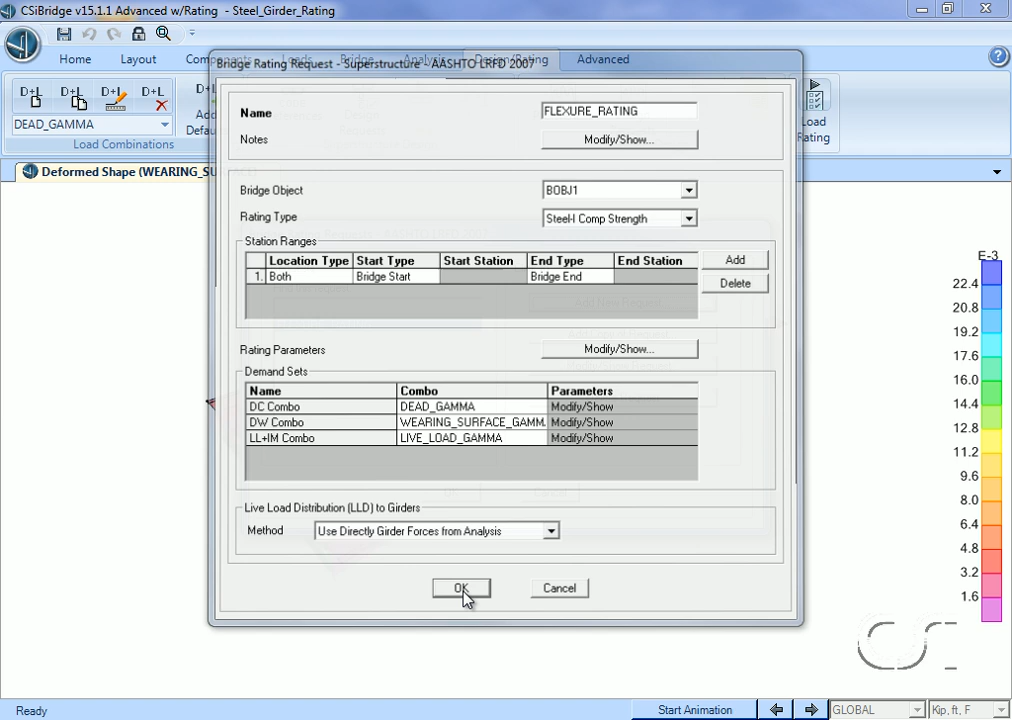 CSiBridge v15.1.1 Advanced w/Rating - Steel_Girder_Rating
Home
Layout
Bridge
Analysis
Design/Rating
Advanced
D+L
D+L
D+L
D+L
D+L
Add
DEAD_GAMMA
Load Combinations
Load
Rating
Deformed Shape (WEARING_SU
Bridge Rating Request - Superstructure - AASHTO LRFD 2007
Name
FLEXURE_RATING
Notes
Modify/Show...
Bridge Object
BOBJ1
Rating Type
Steel-I Comp Strength
Station Ranges
Location Type Start Type Start Station End Type End Station
1. Both Bridge Start Bridge End
Add
Delete
Rating Parameters
Modify/Show...
Demand Sets
Name Combo Parameters
DC Combo DEAD_GAMMA Modify/Show
DW Combo WEARING_SURFACE_GAMM Modify/Show
LL+IM Combo LIVE_LOAD_GAMMA Modify/Show
Live Load Distribution (LLD) to Girders
Method
Use Directly Girder Forces from Analysis
OK
Cancel
E-3
22.4
20.8
19.2
17.6
16.0
14.4
12.8
11.2
9.6
8.0
6.4
4.8
3.2
1.6
CSI
Ready
Start Animation
GLOBAL
Kip, ft, F